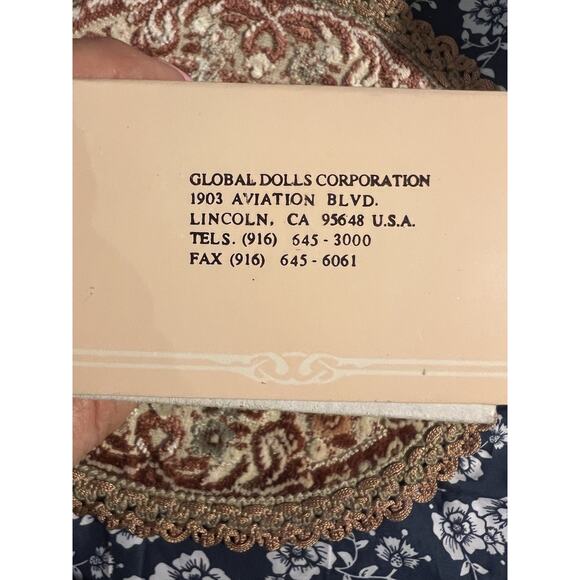 GLOBAL DOLLS CORPORATION
1903 AVIATION BLVD.
LINCOLN, CA 95648 U.S.A.
TELS. (916) 645-3000
FAX (916) 645-6061